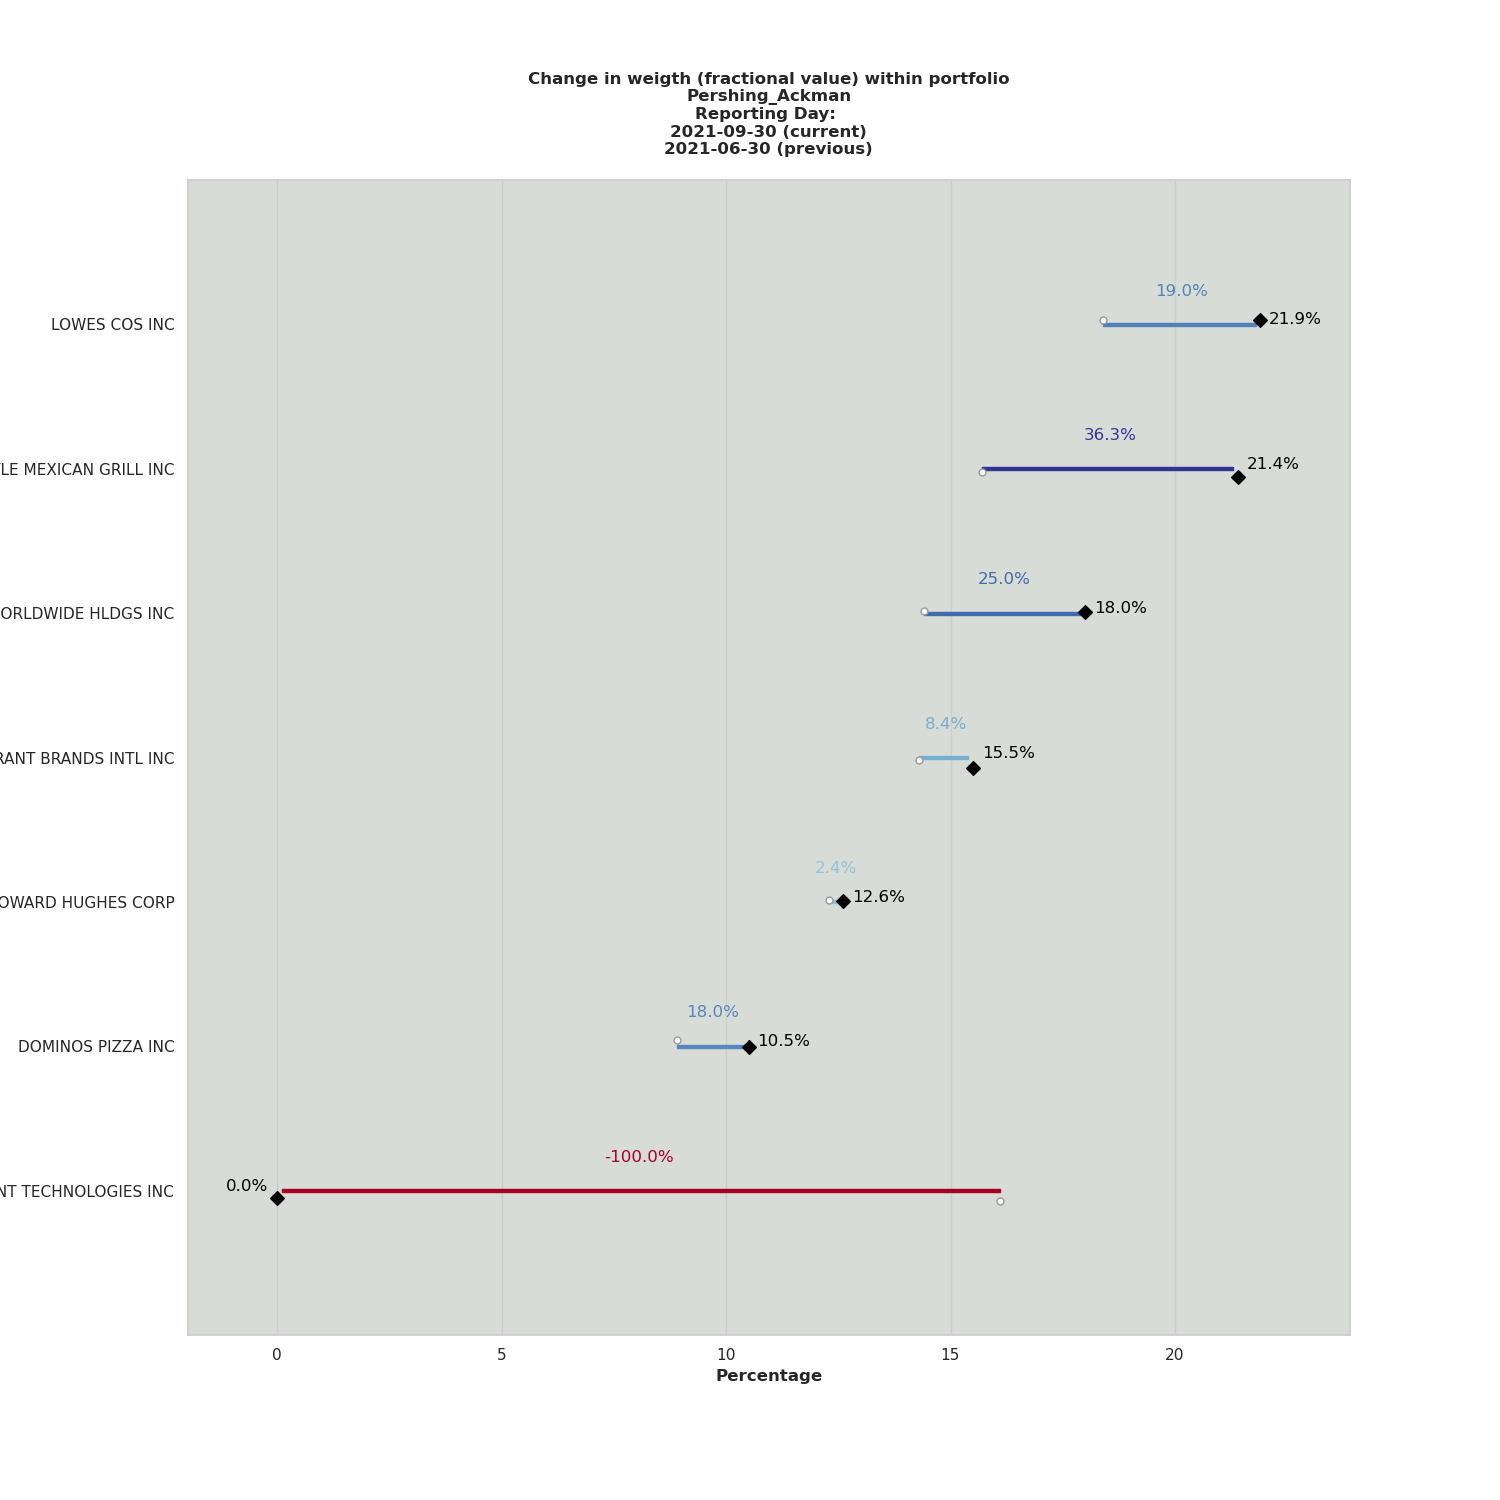 Change in weigth (fractional value) within portfolio
Pershing_Ackman
Reporting Day:
2021-09-30 (current)
2021-06-30 (previous)
19.0%
LOWES COS INC
21.9%
36.3%
LE MEXICAN GRILL INC
21.4%
25.0%
ORLDWIDE HLDGS INC
18.0%
8.4%
RANT BRANDS INTL INC
15.5%
2.4%
OWARD HUGHES CORP
12.6%
18.0%
DOMINOS PIZZA INC
10.5%
-100.0%
NT TECHNOLOGIES INC
0.0%
0 5 10 15 20
Percentage